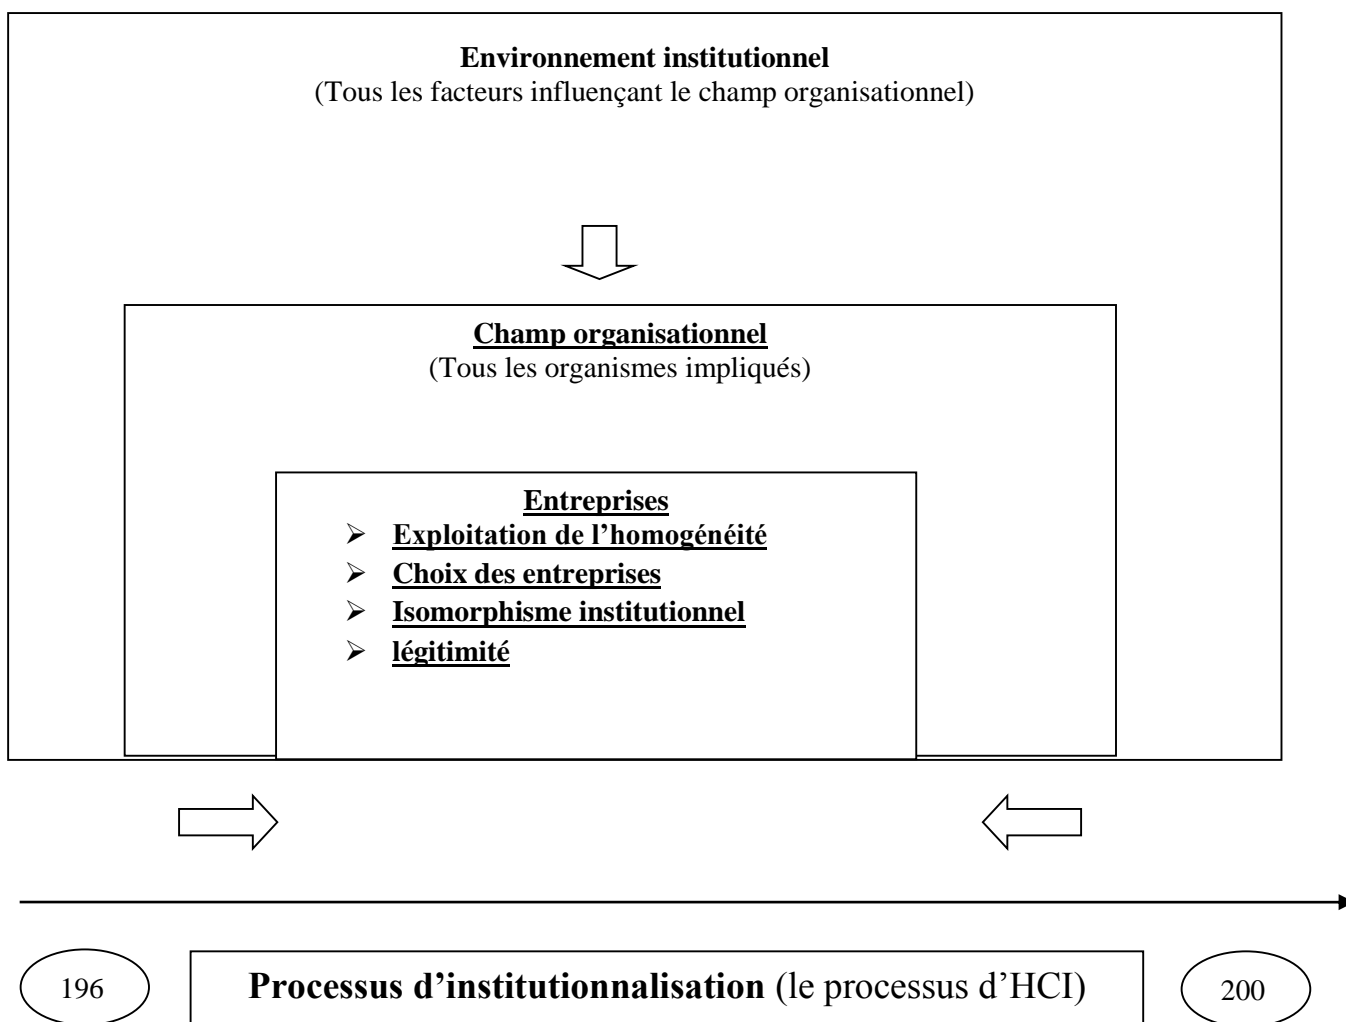 Environnement institutionnel
(Tous les facteurs influençant le champ organisationnel)
Champ organisationnel
(Tous les organismes impliqués)
Entreprises
➢ Exploitation de l’homogénéité
➢ Choix des entreprises
➢ Isomorphisme institutionnel
➢ légitimité
196
Processus d’institutionnalisation (le processus d’HCI)
200